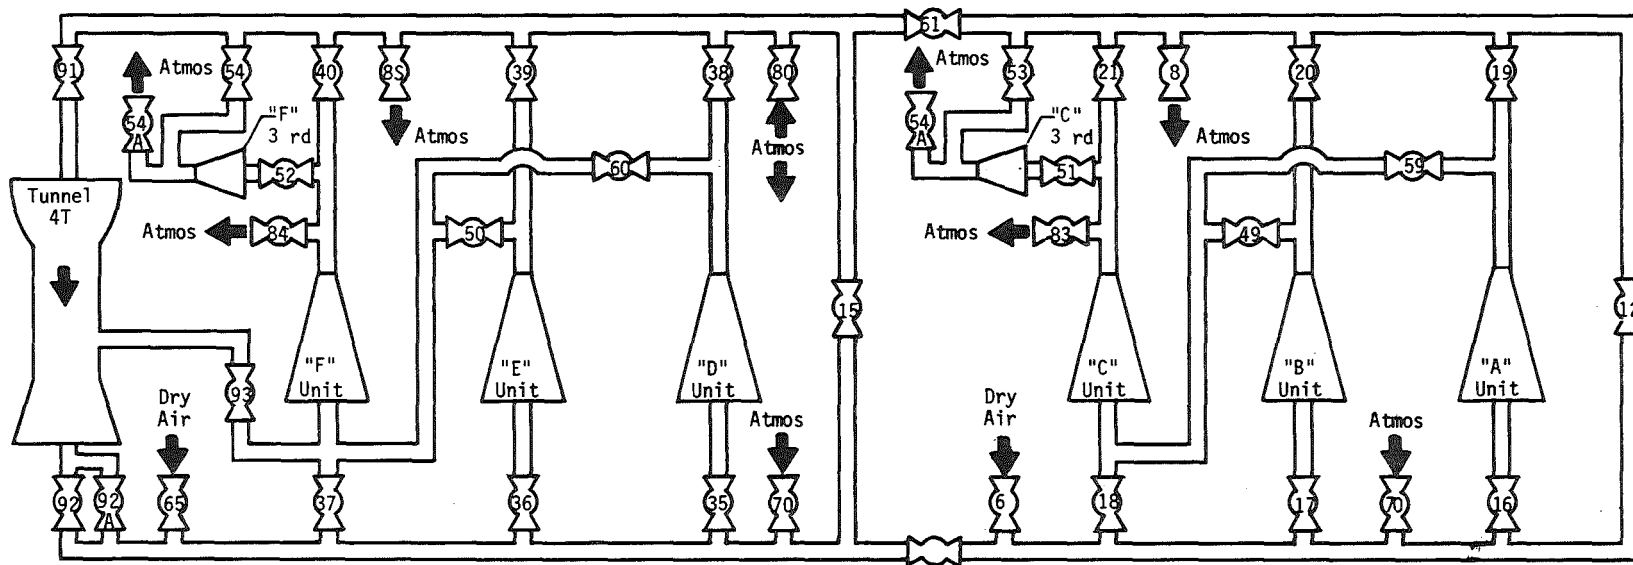 61
91
Atmos
54
40
8S
39
38
80
Atmos
53
21
8
20
19
54
A
"F"
3 rd
Atmos
Atmos
54
A
"C"
3 rd
Atmos
52
60
51
59
Atmos
84
50
Atmos
83
49
Tunnel
4T
15
12
"F"
Unit
"E"
Unit
"D"
Unit
"C"
Unit
"B"
Unit
"A"
Unit
93
Dry
Air
Atmos
Dry
Air
Atmos
92
92
A
65
37
36
35
70
6
18
17
70
16